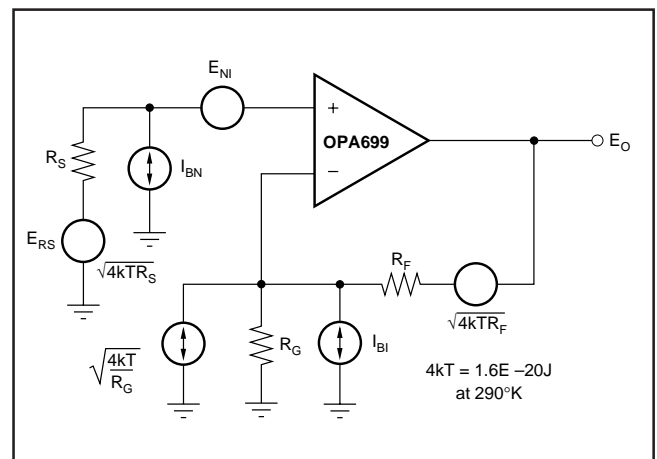 E_NI
+
OPA699
−
E_O
R_S
I_BN
E_RS
√4kTR_S
R_F
√4kTR_F
√4kT/R_G
R_G
I_BI
4kT = 1.6E –20J
at 290°K